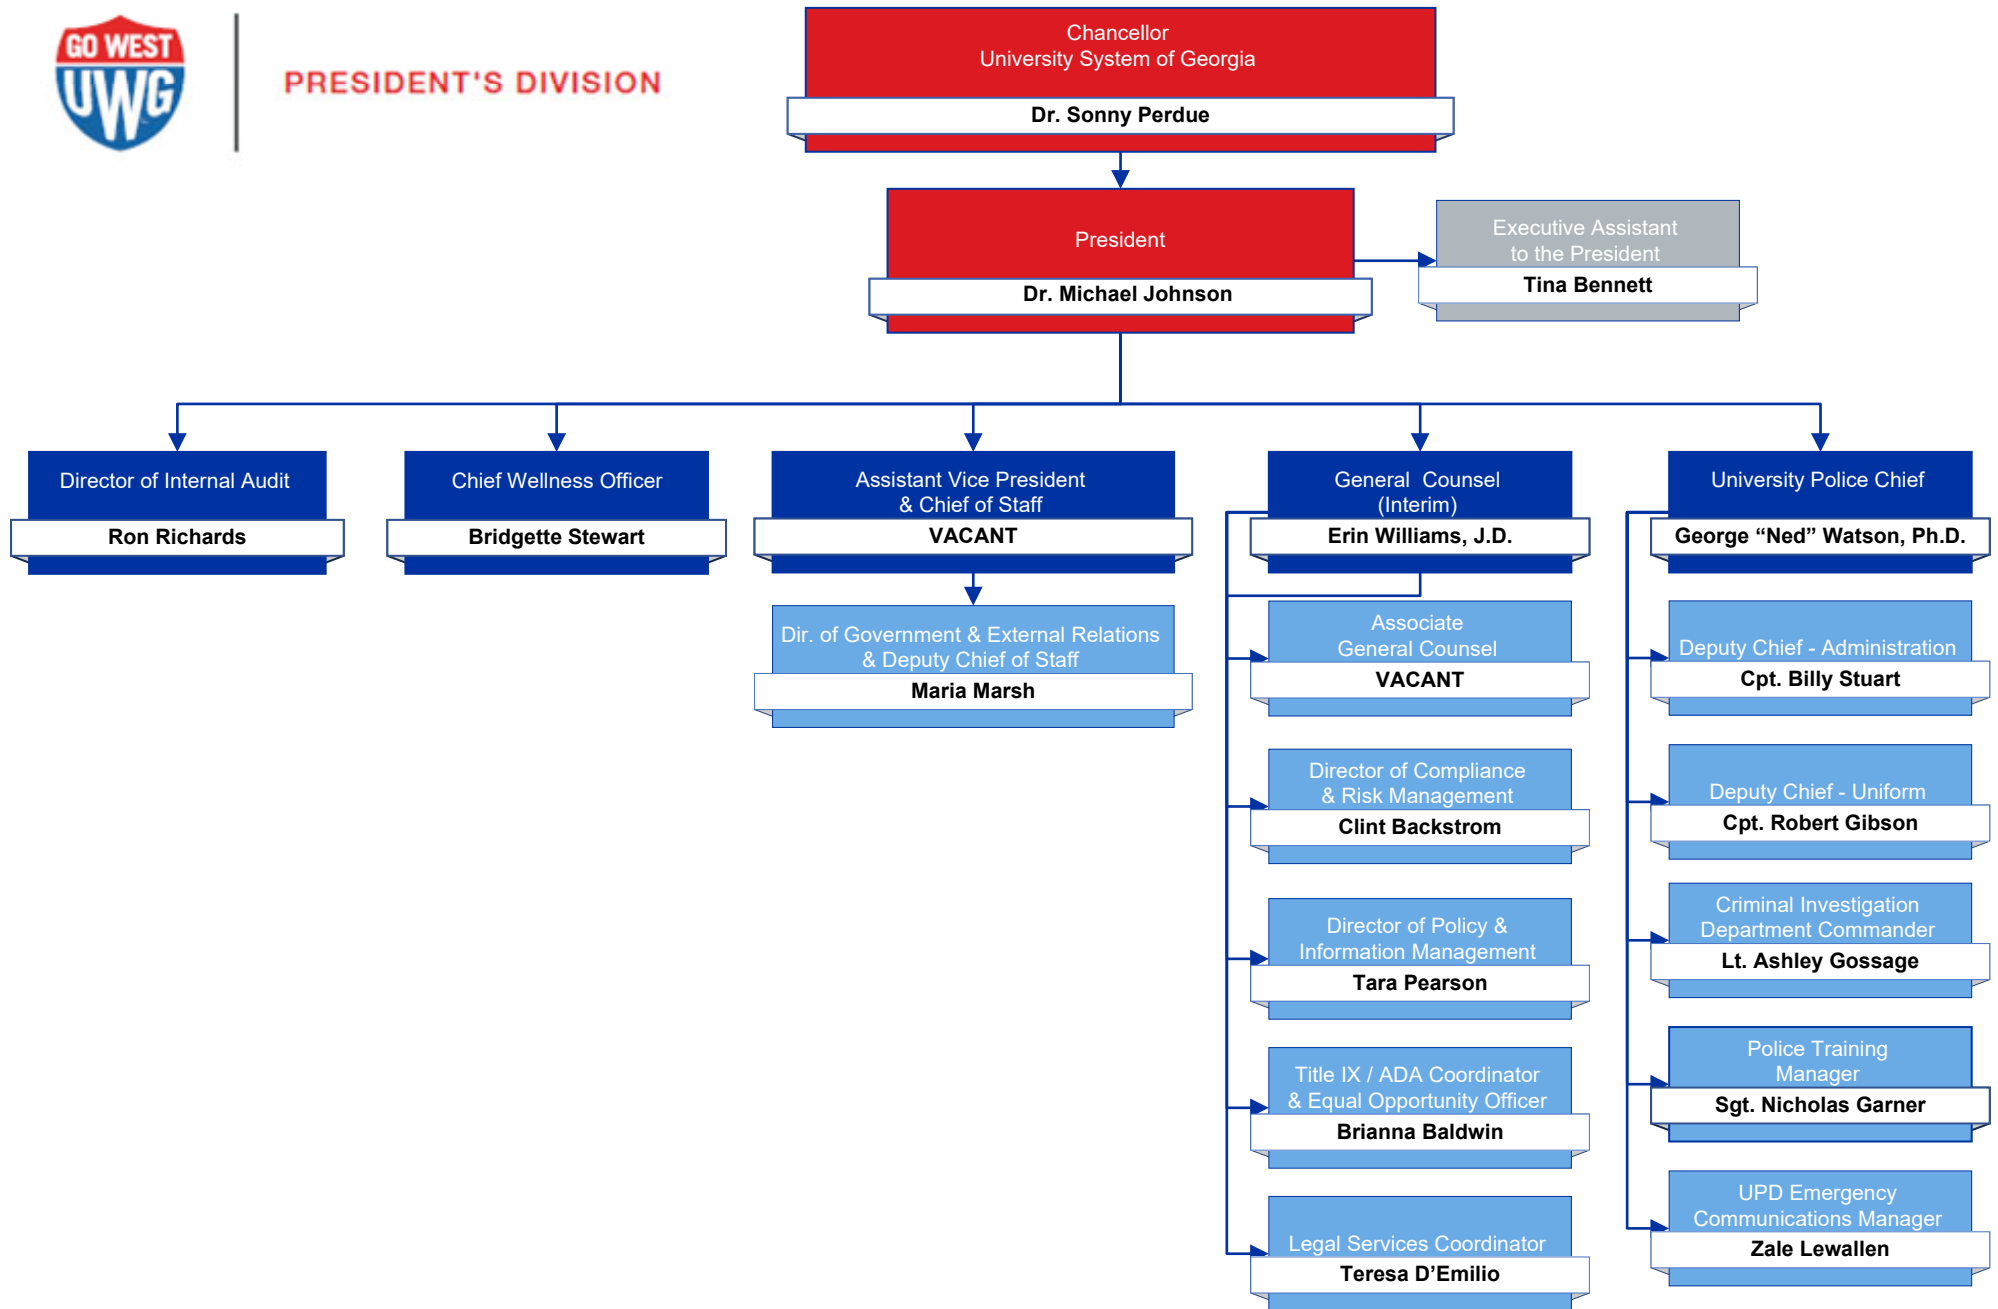 GO WEST
UWG
PRESIDENT'S DIVISION
Chancellor
University System of Georgia
Dr. Sonny Perdue
President
Dr. Michael Johnson
Executive Assistant
to the President
Tina Bennett
Director of Internal Audit
Ron Richards
Chief Wellness Officer
Bridgette Stewart
Assistant Vice President
& Chief of Staff
VACANT
Dir. of Government & External Relations
& Deputy Chief of Staff
Maria Marsh
General  Counsel
(Interim)
Erin Williams, J.D.
Associate
General Counsel
VACANT
Director of Compliance
& Risk Management
Clint Backstrom
Director of Policy &
Information Management
Tara Pearson
Title IX / ADA Coordinator
& Equal Opportunity Officer
Brianna Baldwin
Legal Services Coordinator
Teresa D’Emilio
University Police Chief
George “Ned” Watson, Ph.D.
Deputy Chief - Administration
Cpt. Billy Stuart
Deputy Chief - Uniform
Cpt. Robert Gibson
Criminal Investigation
Department Commander
Lt. Ashley Gossage
Police Training
Manager
Sgt. Nicholas Garner
UPD Emergency
Communications Manager
Zale Lewallen